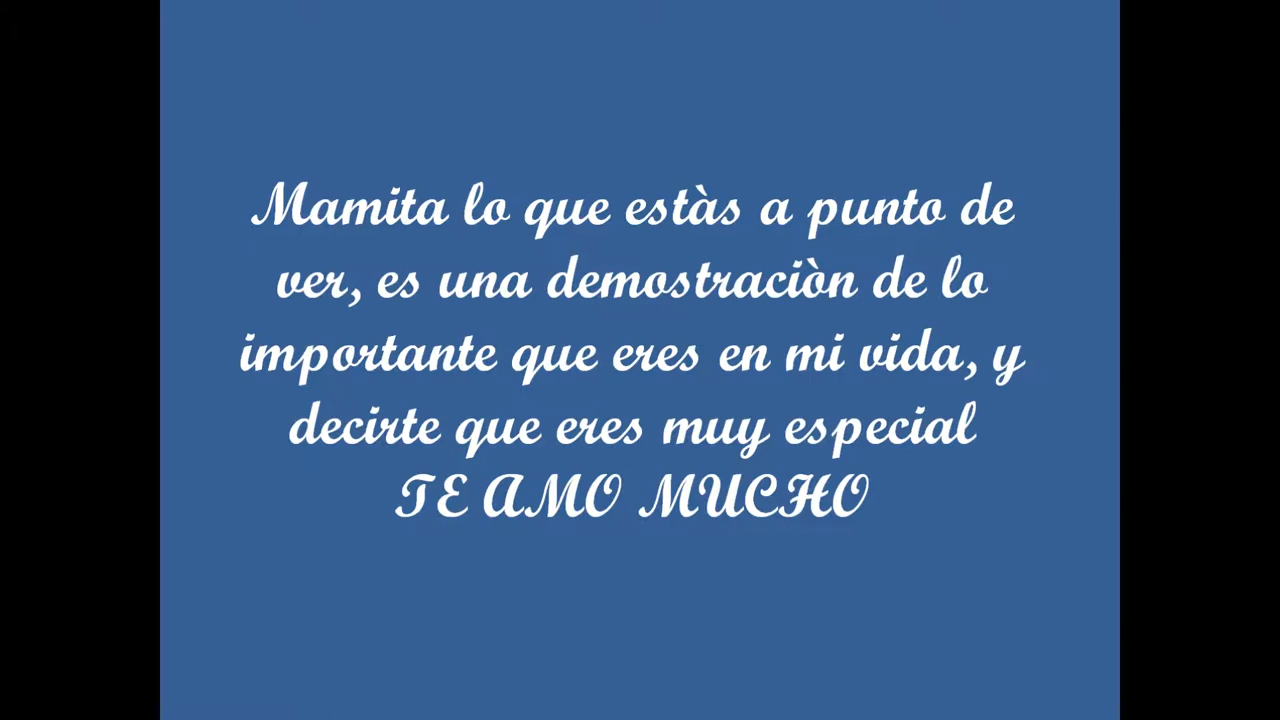 Mamita lo que estàs a punto de
ver, es una demostraciòn de lo
importante que eres en mi vida, y
decirte que eres muy especial
TE AMO MUCHO